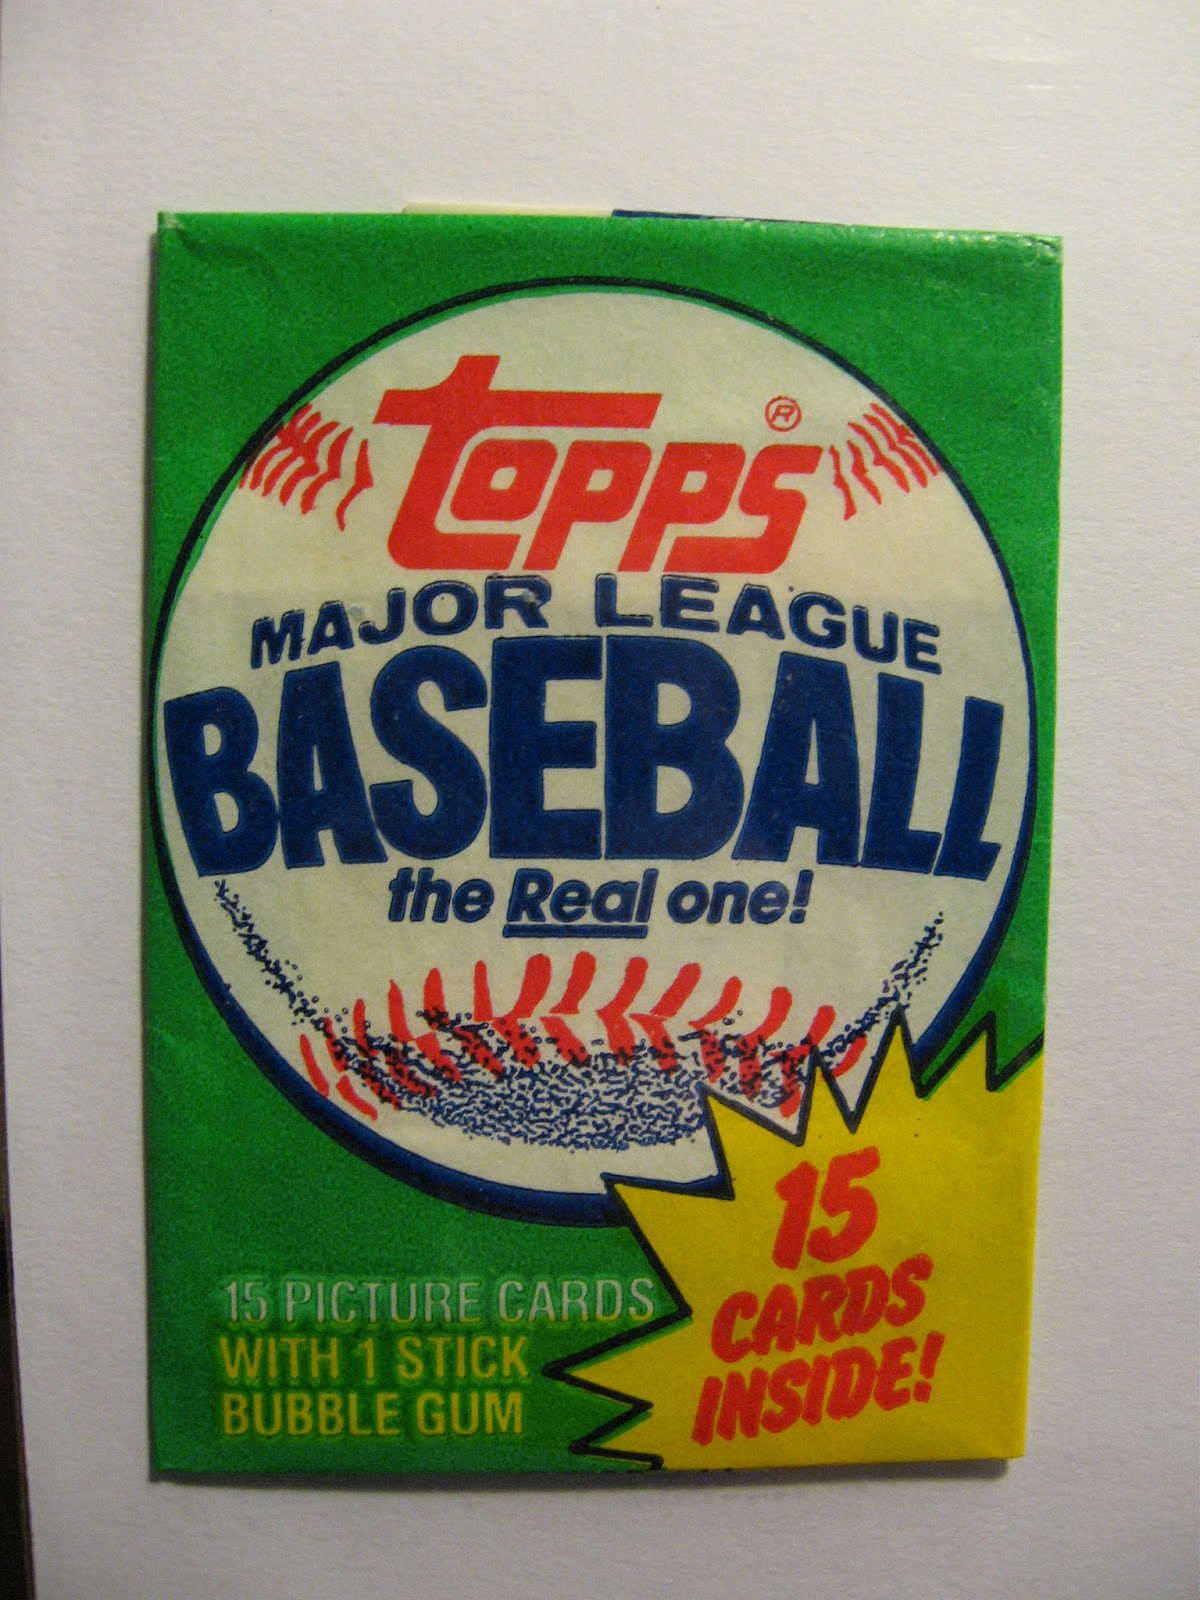 topps®
MAJOR LEAGUE
BASEBALL
the Real one!
15 PICTURE CARDS
WITH 1 STICK
BUBBLE GUM
15
CARDS
INSIDE!